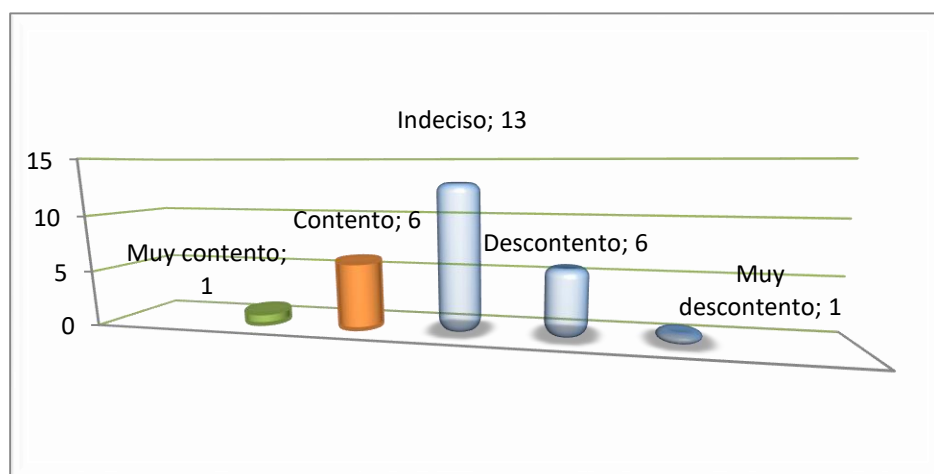 Indeciso; 13
15
10
5
0
Contento; 6
Descontento; 6
Muy contento;
1
Muy
descontento; 1